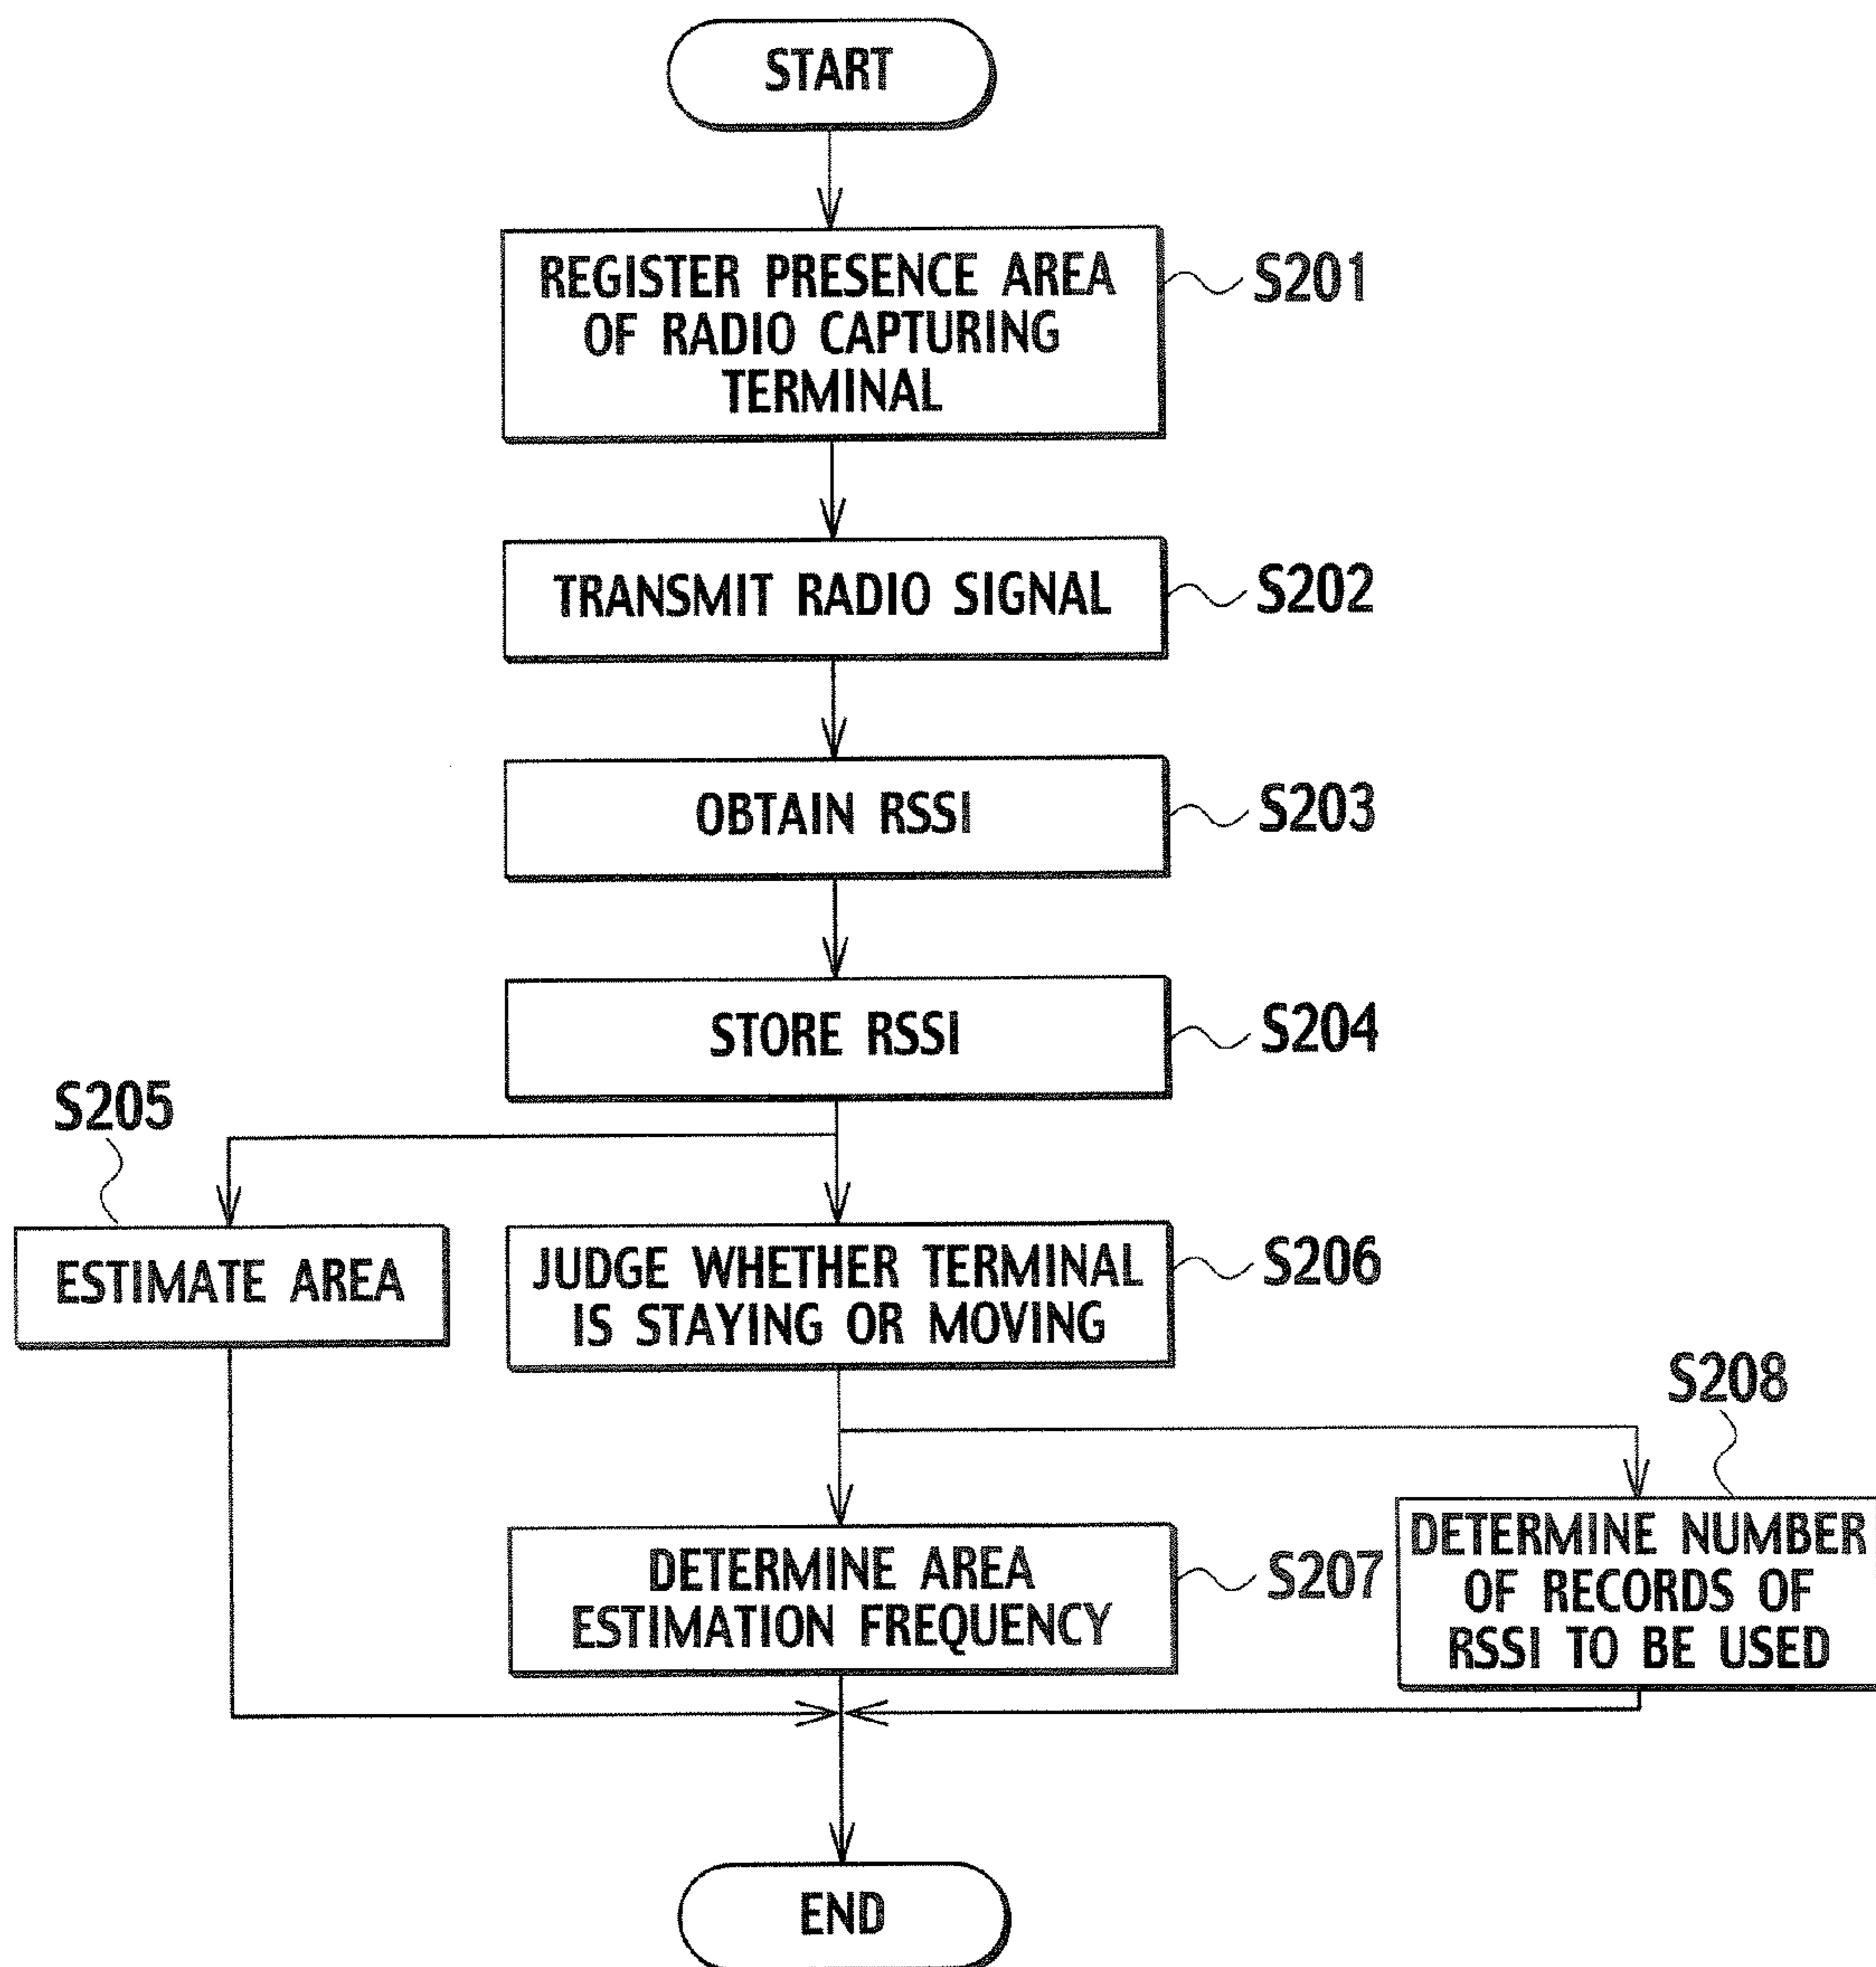 START
REGISTER PRESENCE AREA
OF RADIO CAPTURING
TERMINAL
S201
TRANSMIT RADIO SIGNAL
S202
OBTAIN RSSI
S203
STORE RSSI
S204
S205
ESTIMATE AREA
JUDGE WHETHER TERMINAL
IS STAYING OR MOVING
S206
S208
DETERMINE AREA
ESTIMATION FREQUENCY
S207
DETERMINE NUMBER
OF RECORDS OF
RSSI TO BE USED
END